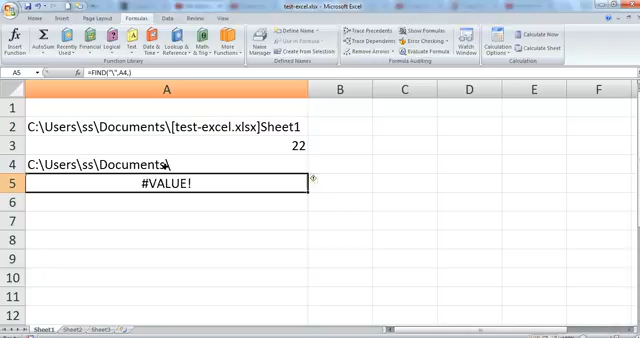 test-excel.xlsx - Microsoft Excel
Home Insert Page Layout Formulas Data Review View
Insert Function
AutoSum
Recently Used
Financial
Logical
Text
Date & Time
Lookup & Reference
Math & Trig
More Functions
Function Library
Name Manager
Define Name
Use in Formula
Create from Selection
Defined Names
Trace Precedents
Trace Dependents
Remove Arrows
Show Formulas
Error Checking
Evaluate Formula
Formula Auditing
Watch Window
Calculation Options
Calculate Now
Calculate Sheet
Calculation
A5 =FIND("\",A4,)
A B C D E F
1
2 C:\Users\ss\Documents\[test-excel.xlsx]Sheet1
3 22
4 C:\Users\ss\Documents\
5 #VALUE!
6
7
8
9
10
11
12
Sheet1 Sheet2 Sheet3